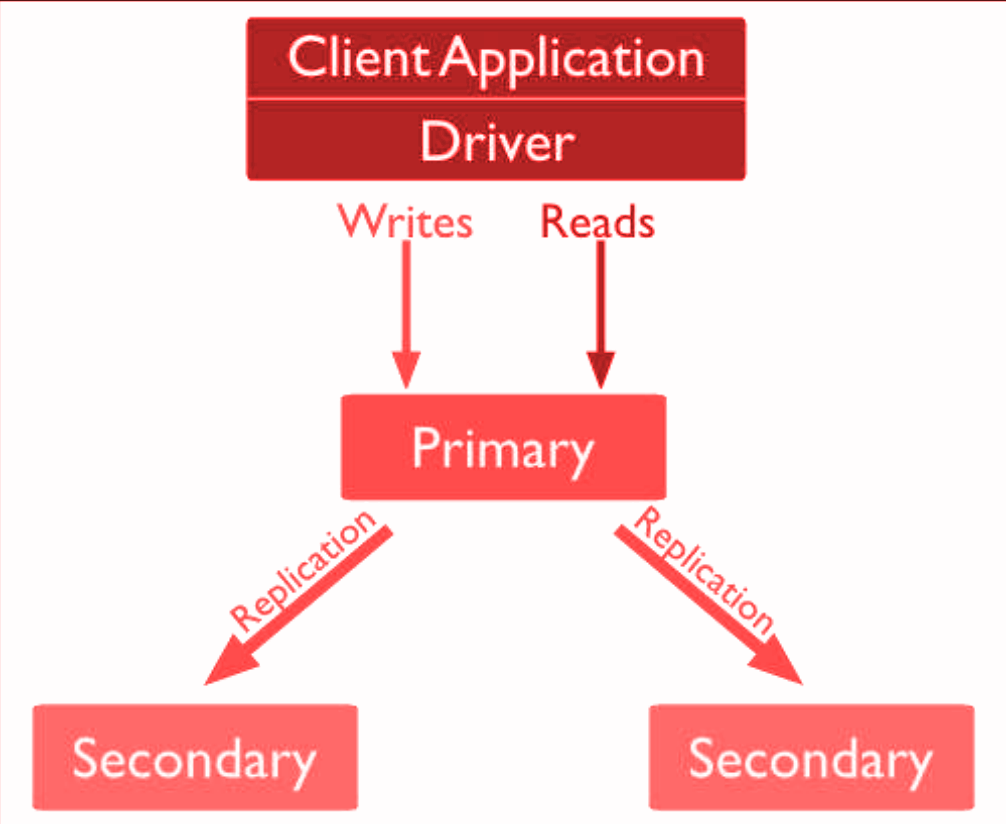 Client Application
Driver
Writes
Reads
Primary
Replication
Replication
Secondary
Secondary